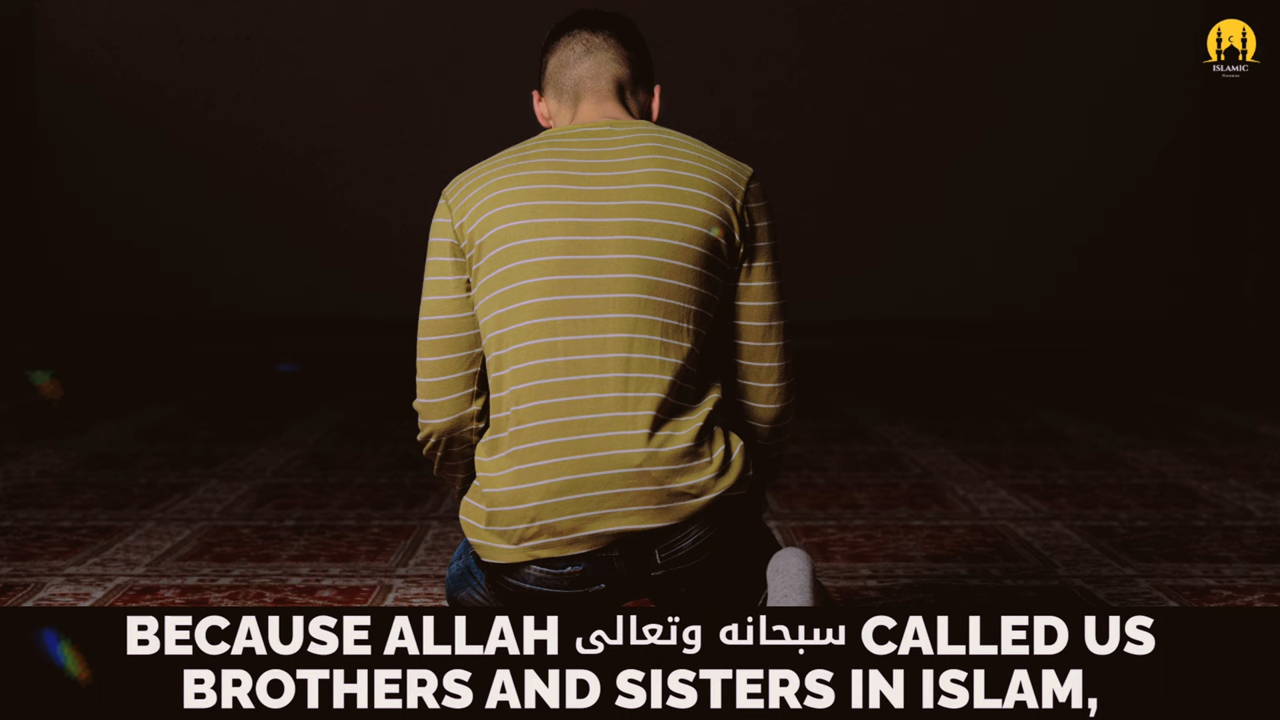 ISLAMIC
BECAUSE ALLAH سبحانه وتعالى CALLED US
BROTHERS AND SISTERS IN ISLAM,